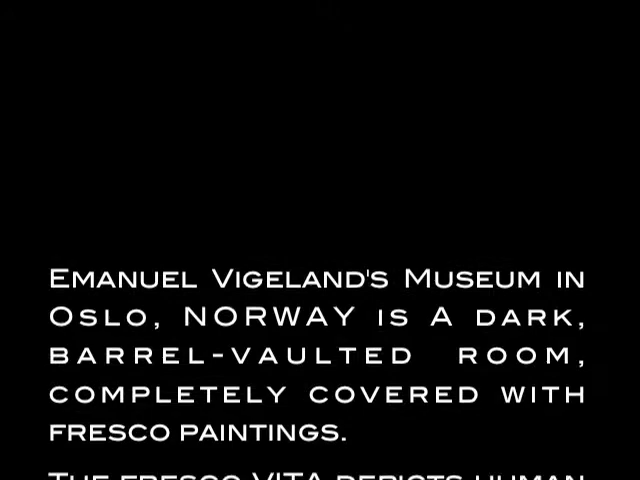 Emanuel Vigeland's Museum in
Oslo, NORWAY is A dark,
barrel-vaulted room,
completely covered with
fresco paintings.
The fresco VITA depicts human